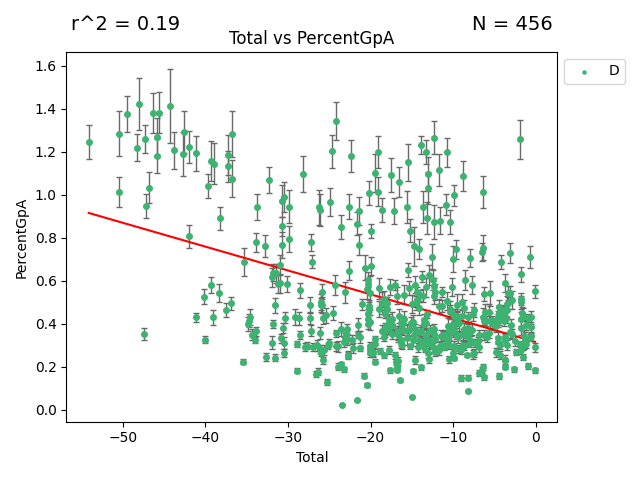 r^2 = 0.19
N = 456
Total vs PercentGpA
D
1.6
1.4
1.2
1.0
0.8
0.6
0.4
0.2
0.0
PercentGpA
−50
−40
−30
−20
−10
0
Total